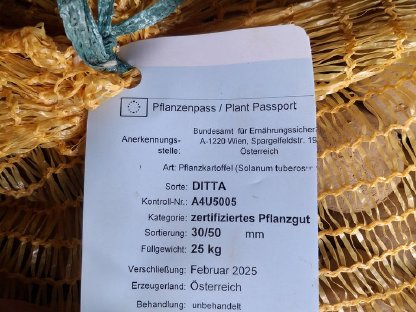 Pflanzenpass / Plant Passport
Bundesamt für Ernährungssicher
Anerkennungs- A-1220 Wien, Spargelfeldstr. 19
stelle: Österreich
Art: Pflanzkartoffel (Solanum tuberosum
Sorte: DITTA
Kontroll-Nr.: A4U5005
Kategorie: zertifiziertes Pflanzgut
Sortierung: 30/50 mm
Füllgewicht: 25 kg
Verschließung: Februar 2025
Erzeugerland: Österreich
Behandlung: unbehandelt